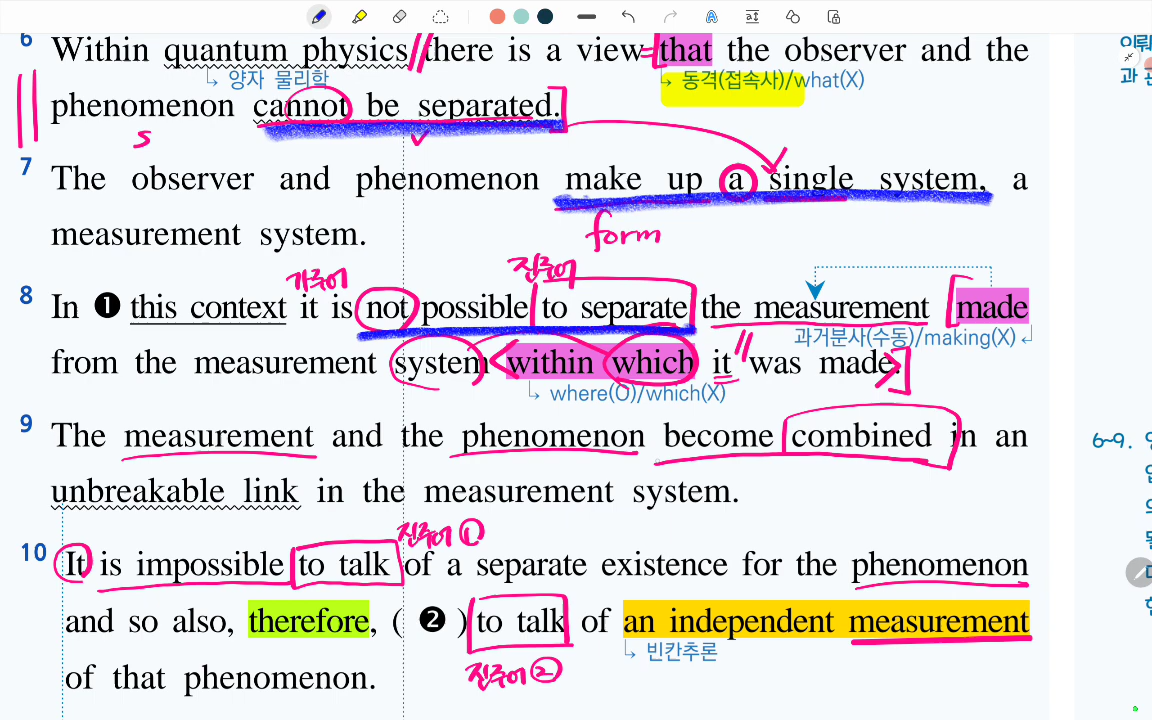 6 Within quantum physics there is a view that the observer and the
양자 물리학
동격(접속사)/what(X)
phenomenon cannot be separated.
s v
7 The observer and phenomenon make up a single system, a
form
measurement system.
가주어 진주어
8 In ❶ this context it is not possible to separate the measurement made
과거분사(수동)/making(X)
from the measurement system within which it was made.
where(O)/which(X)
9 The measurement and the phenomenon become combined in an
6~9.
unbreakable link in the measurement system.
진주어 ①
10 It is impossible to talk of a separate existence for the phenomenon
and so also, therefore, ( ❷ ) to talk of an independent measurement
빈칸추론
진주어 ②
of that phenomenon.